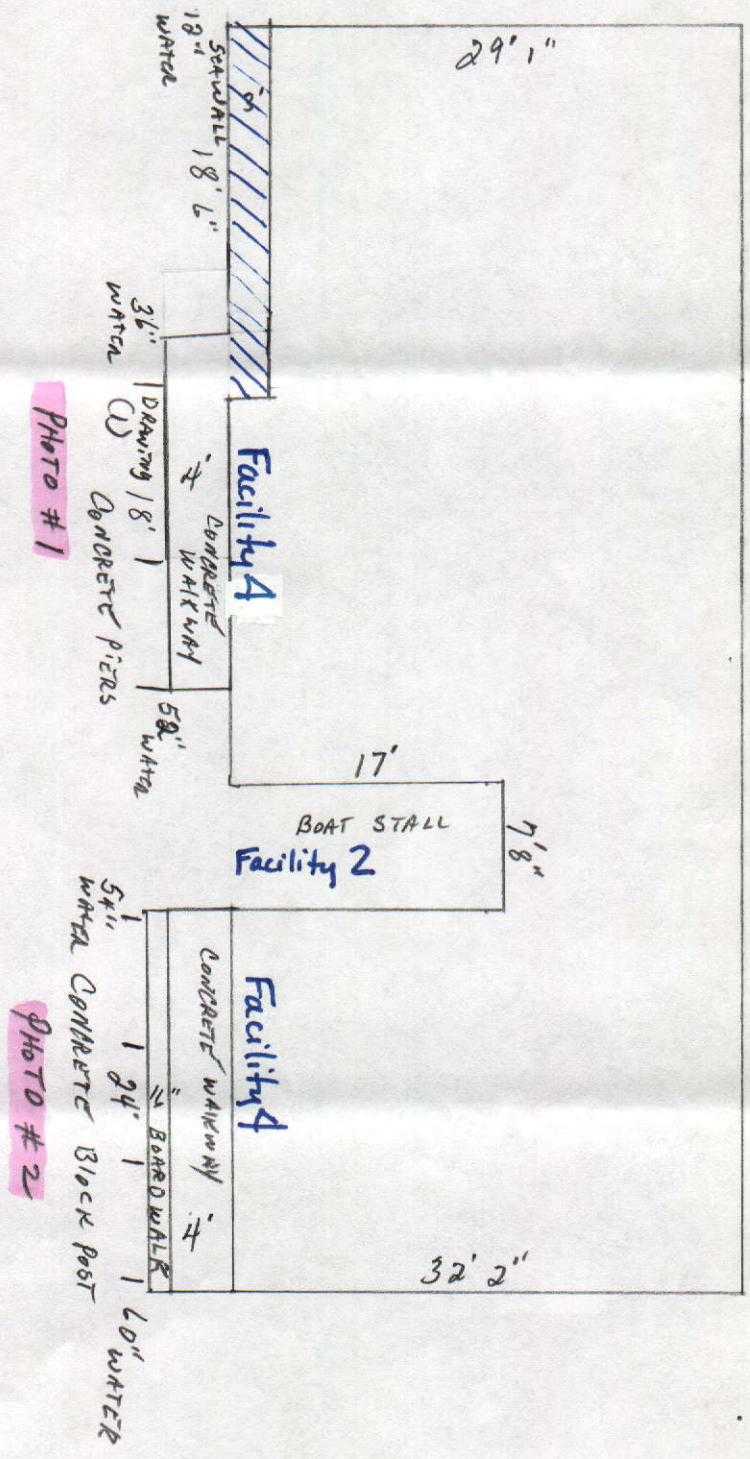 29' 1"
SEAWALL 18' 6"
12"
WATER
36"
WATER
DRAWING 18'
(1)
CONCRETE PIERS
PHOTO # 1
Facility 4
4'
CONCRETE
WALKWAY
52"
WATER
17'
7'8"
BOAT STALL
Facility 2
Facility 4
CONCRETE WALKWAY 4'
BOARDWALK
54"
WATER
24"
CONCRETE BLOCK POST
PHOTO # 2
60" WATER
32' 2"